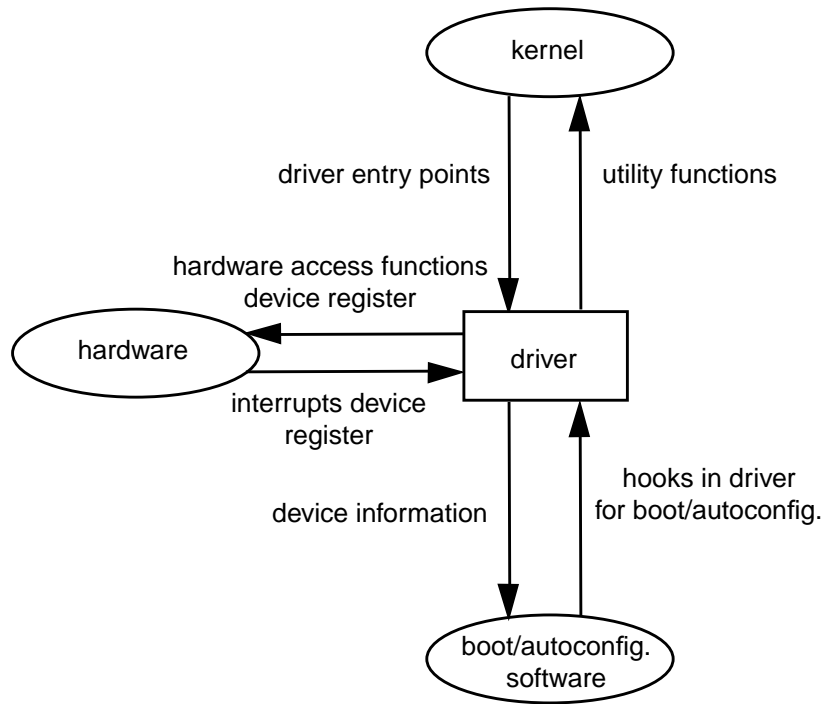 kernel
driver entry points
utility functions
hardware access functions
device register
hardware
driver
interrupts device
register
hooks in driver
for boot/autoconfig.
device information
boot/autoconfig.
software